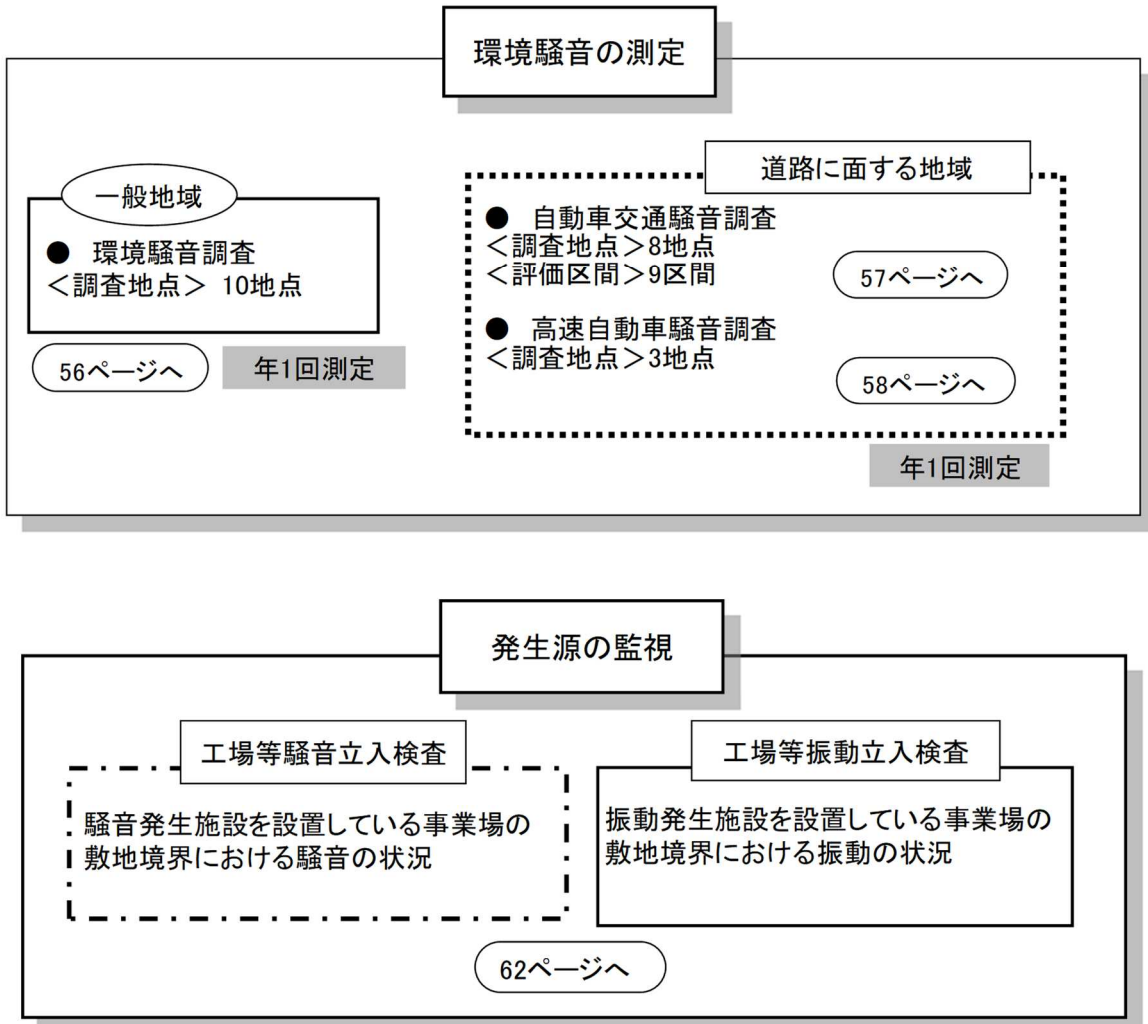 環境騒音の測定
一般地域
● 環境騒音調査
＜調査地点＞ 10地点
56ページへ
年1回測定
道路に面する地域
● 自動車交通騒音調査
＜調査地点＞8地点
＜評価区間＞9区間
57ページへ
● 高速自動車騒音調査
＜調査地点＞3地点
58ページへ
年1回測定
発生源の監視
工場等騒音立入検査
騒音発生施設を設置している事業場の
敷地境界における騒音の状況
工場等振動立入検査
振動発生施設を設置している事業場の
敷地境界における振動の状況
62ページへ